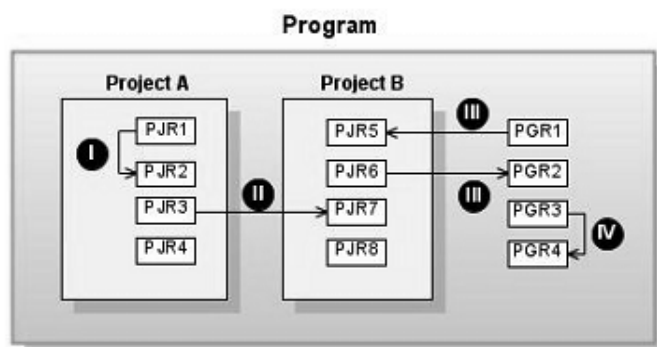 Program
Project A
Project B
PJR1
PJR2
PJR3
PJR4
PJR5
PJR6
PJR7
PJR8
PGR1
PGR2
PGR3
PGR4
I
II
III
III
IV